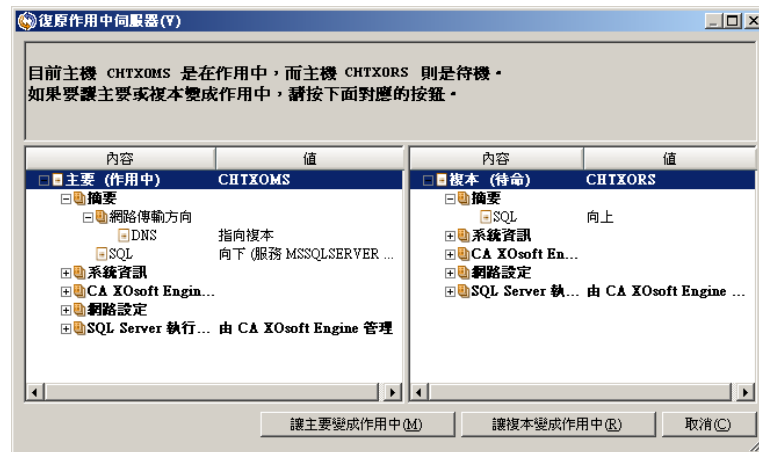 復原作用中伺服器(V)
目前主機 CHTXOMS 是在作用中，而主機 CHTXORS 則是待機。
如果要讓主要或複本變成作用中，請按下面對應的按鈕。
內容 值
主要 (作用中) CHTXOMS
摘要
網路傳輸方向
DNS 指向複本
SQL 向下 (服務 MSSQLSERVER ...
系統資訊
CA XOsoft Engin...
網路設定
SQL Server 執行... 由 CA XOsoft Engine 管理
內容 值
複本 (待命) CHTXORS
摘要
SQL 向上
系統資訊
CA XOsoft En...
網路設定
SQL Server 執... 由 CA XOsoft Engine ...
讓主要變成作用中(M) 讓複本變成作用中(R) 取消(C)